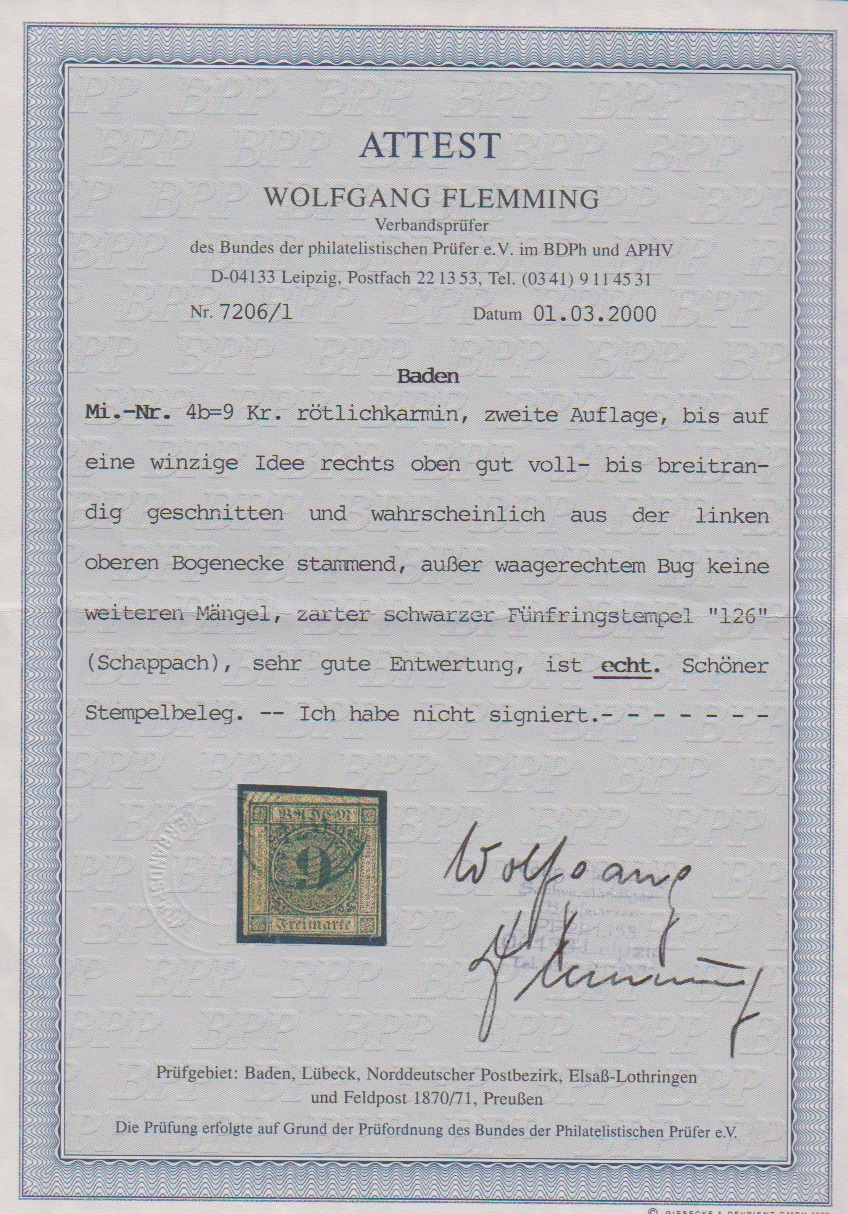 ATTEST
WOLFGANG FLEMMING
Verbandsprüfer
des Bundes der philatelistischen Prüfer e.V. im BDPh und APHV
D-04133 Leipzig, Postfach 22 13 53, Tel. (03 41) 9 11 45 31
Nr. 7206/1 Datum 01.03.2000
Baden
Mi.-Nr. 4b=9 Kr. rötlichkarmin, zweite Auflage, bis auf
eine winzige Idee rechts oben gut voll- bis breitran-
dig geschnitten und wahrscheinlich aus der linken
oberen Bogenecke stammend, außer waagerechtem Bug keine
weiteren Mängel, zarter schwarzer Fünfringstempel "126"
(Schappach), sehr gute Entwertung, ist echt. Schöner
Stempelbeleg. -- Ich habe nicht signiert.- - - - - - -
BADEN
9
Freimarke
Wolfgang
Flemming
Prüfgebiet: Baden, Lübeck, Norddeutscher Postbezirk, Elsaß-Lothringen
und Feldpost 1870/71, Preußen
Die Prüfung erfolgte auf Grund der Prüfordnung des Bundes der Philatelistischen Prüfer e.V.